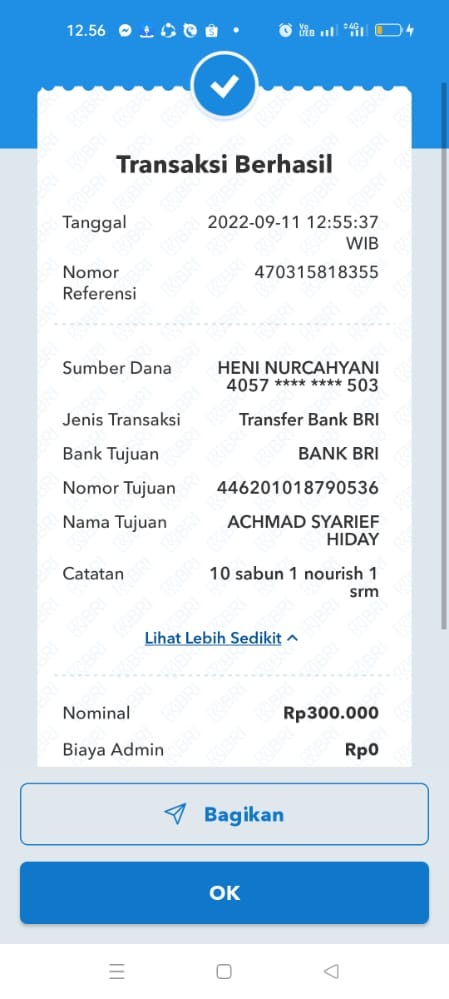 12.56
Transaksi Berhasil
Tanggal 2022-09-11 12:55:37
WIB
Nomor 470315818355
Referensi
Sumber Dana HENI NURCAHYANI
4057 **** **** 503
Jenis Transaksi Transfer Bank BRI
Bank Tujuan BANK BRI
Nomor Tujuan 446201018790536
Nama Tujuan ACHMAD SYARIEF
HIDAY
Catatan 10 sabun 1 nourish 1
srm
Lihat Lebih Sedikit
Nominal Rp300.000
Biaya Admin Rp0
Bagikan
OK